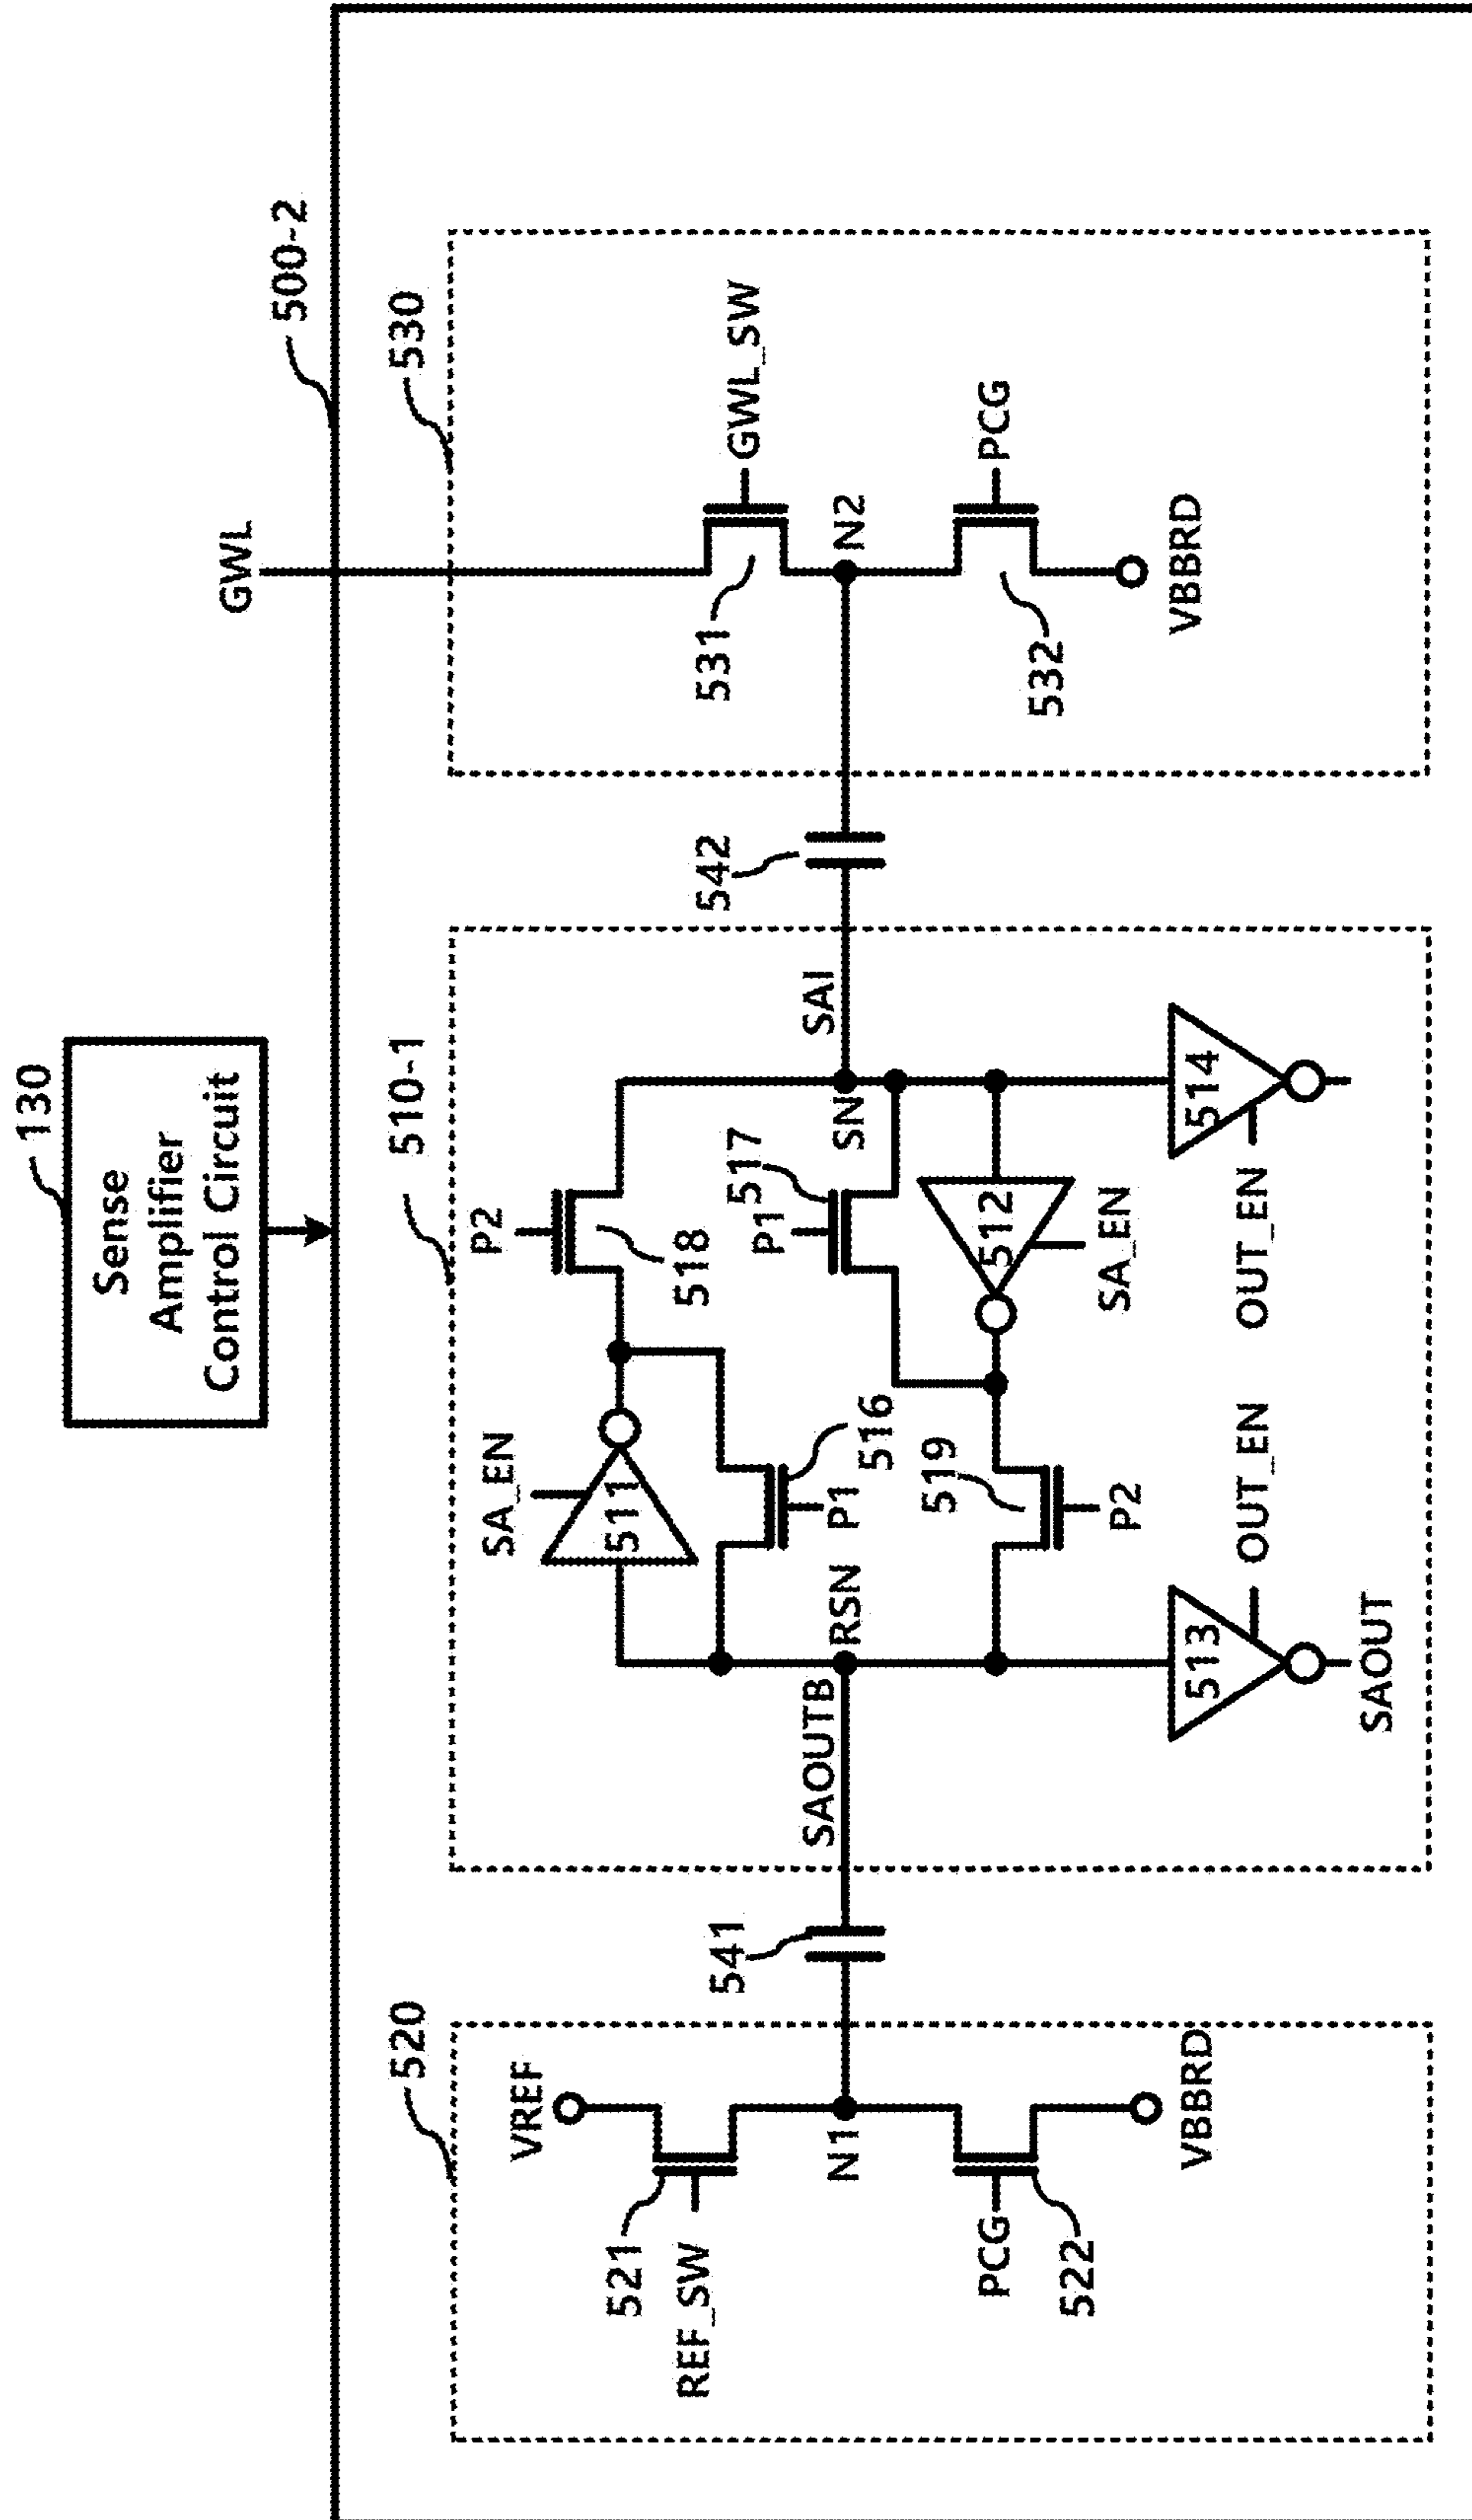 130
Sense
Amplifier
Control Circuit
GWL
500-2
520
510-1
530
VREF
521
REF_SW
N1
PCG
522
VBBRD
541
SAOUTB
RSN
SA_EN
511
P2
518
516
P1
517
P1
519
P2
512
SA_EN
SN
SAI
513
OUT_EN
SAOUT
514
OUT_EN
542
531
GWL_SW
N2
532
PCG
VBBRD